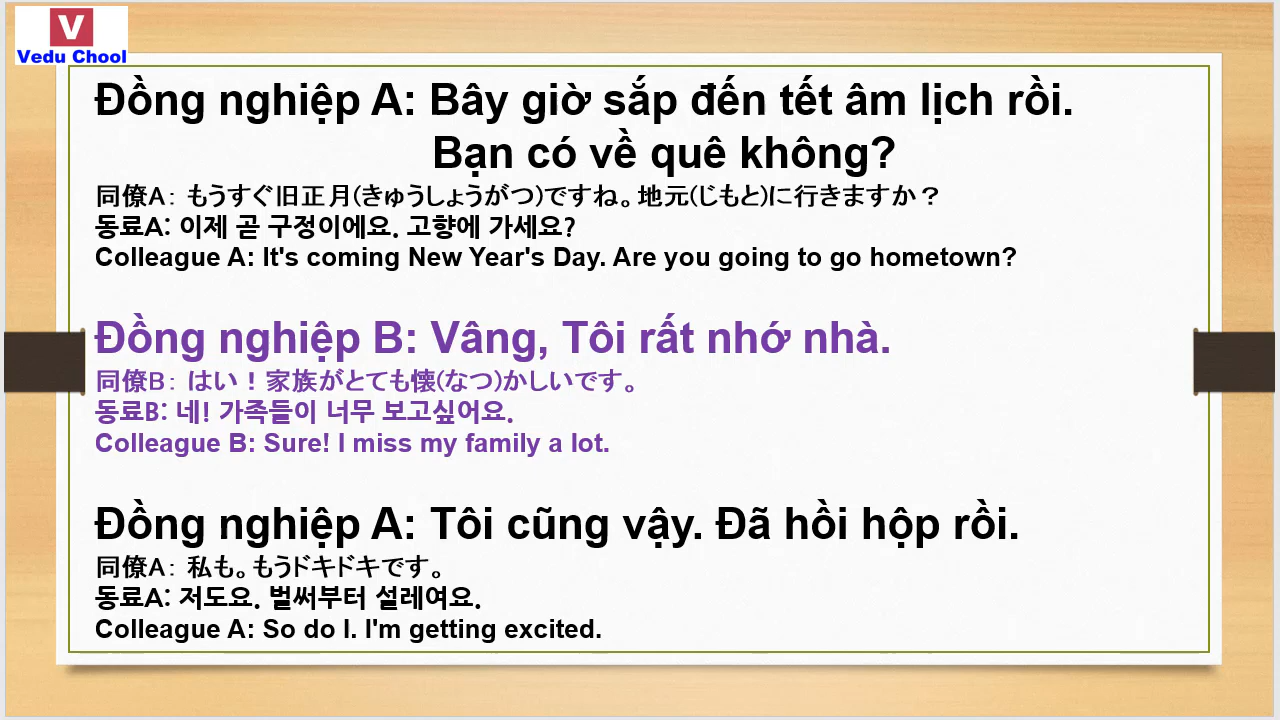 V
Vedu Chool
Đồng nghiệp A: Bây giờ sắp đến tết âm lịch rồi.
Bạn có về quê không?
同僚A： もうすぐ旧正月(きゅうしょうがつ)ですね。地元(じもと)に行きますか？
동료A: 이제 곧 구정이에요. 고향에 가세요?
Colleague A: It's coming New Year's Day. Are you going to go hometown?
Đồng nghiệp B: Vâng, Tôi rất nhớ nhà.
同僚B： はい！家族がとても懐(なつ)かしいです。
동료B: 네! 가족들이 너무 보고싶어요.
Colleague B: Sure! I miss my family a lot.
Đồng nghiệp A: Tôi cũng vậy. Đã hồi hộp rồi.
同僚A： 私も。もうドキドキです。
동료A: 저도요. 벌써부터 설레여요.
Colleague A: So do I. I'm getting excited.